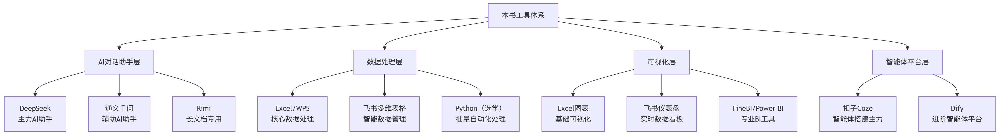 本书工具体系
AI对话助手层
数据处理层
可视化层
智能体平台层
DeepSeek
主力AI助手
通义千问
辅助AI助手
Kimi
长文档专用
Excel/WPS
核心数据处理
飞书多维表格
智能数据管理
Python（选学）
批量自动化处理
Excel图表
基础可视化
飞书仪表盘
实时数据看板
FineBI/Power BI
专业BI工具
扣子Coze
智能体搭建主力
Dify
进阶智能体平台